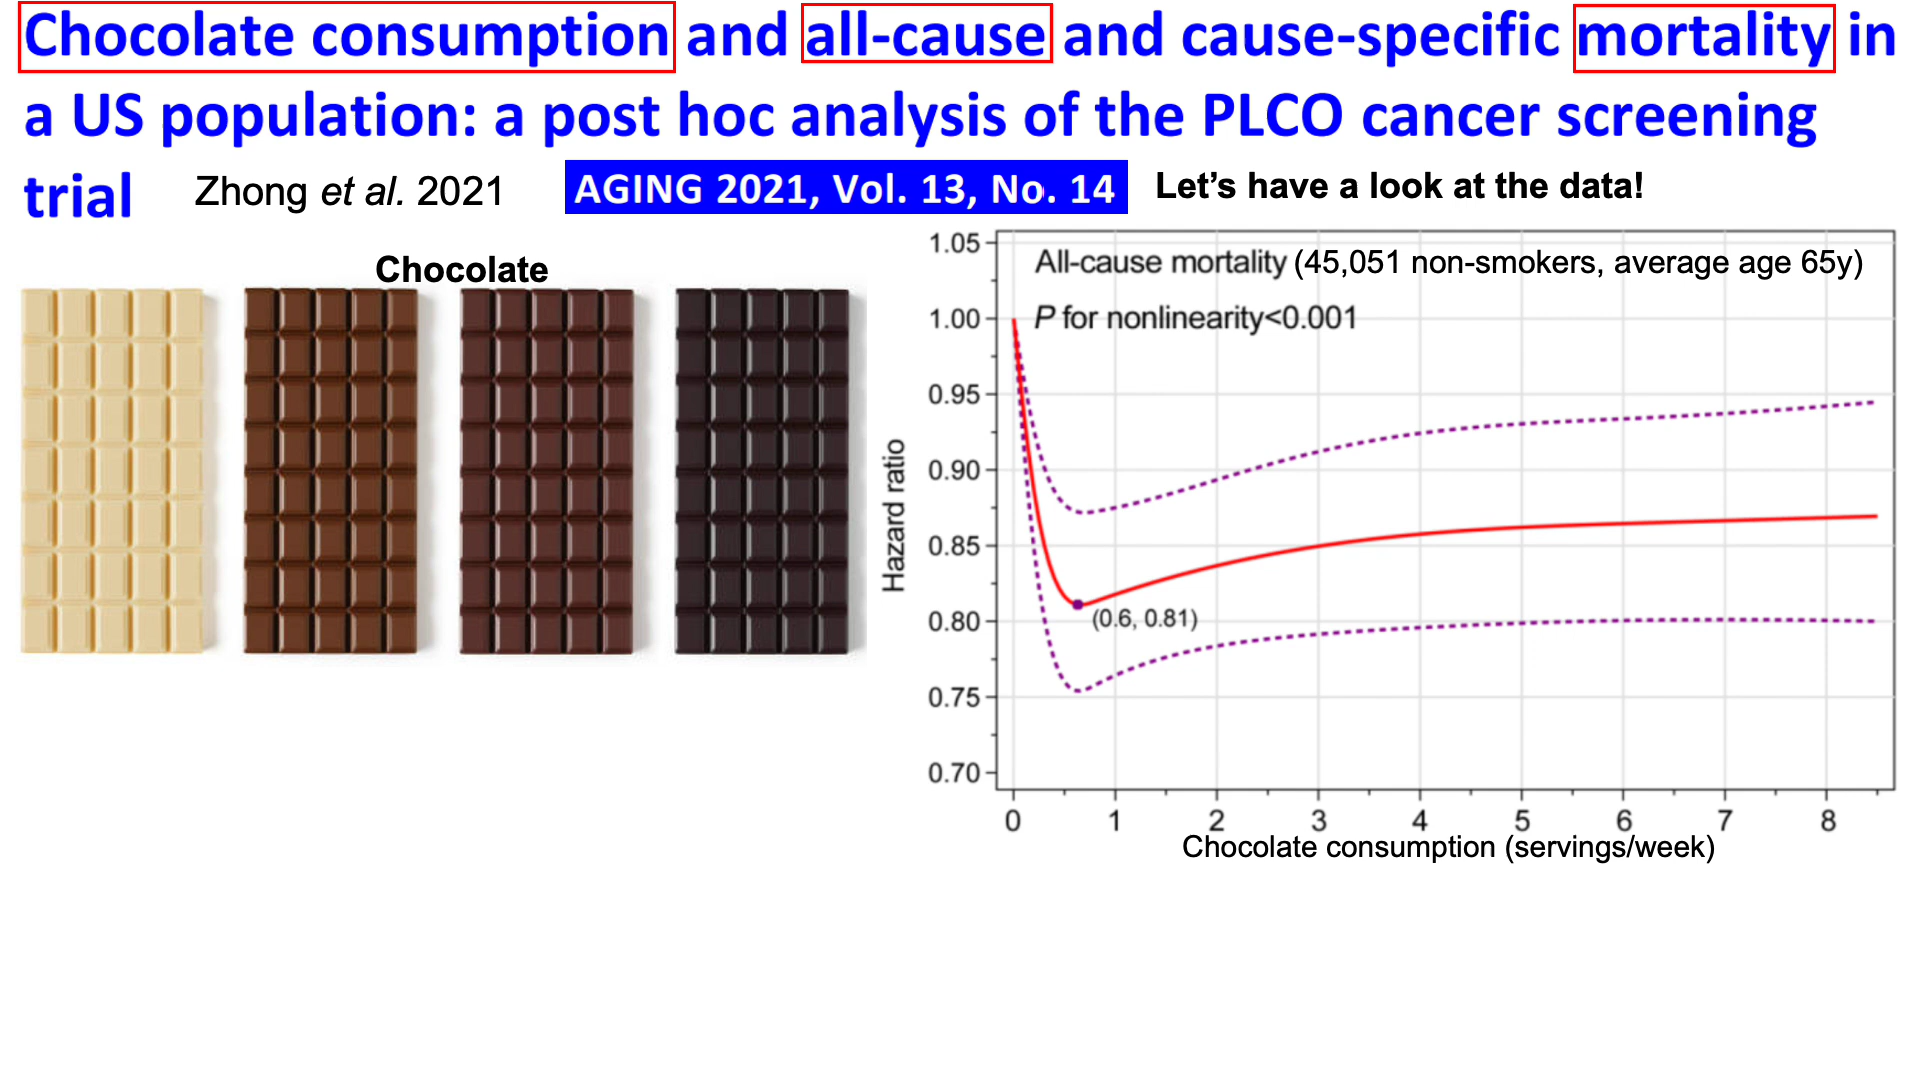 Chocolate consumption and all-cause and cause-specific mortality in
a US population: a post hoc analysis of the PLCO cancer screening
trial
Zhong et al. 2021
AGING 2021, Vol. 13, No. 14
Let's have a look at the data!
Chocolate
All-cause mortality (45,051 non-smokers, average age 65y)
P for nonlinearity<0.001
Hazard ratio
1.05
1.00
0.95
0.90
0.85
0.80
0.75
0.70
(0.6, 0.81)
0 1 2 3 4 5 6 7 8
Chocolate consumption (servings/week)